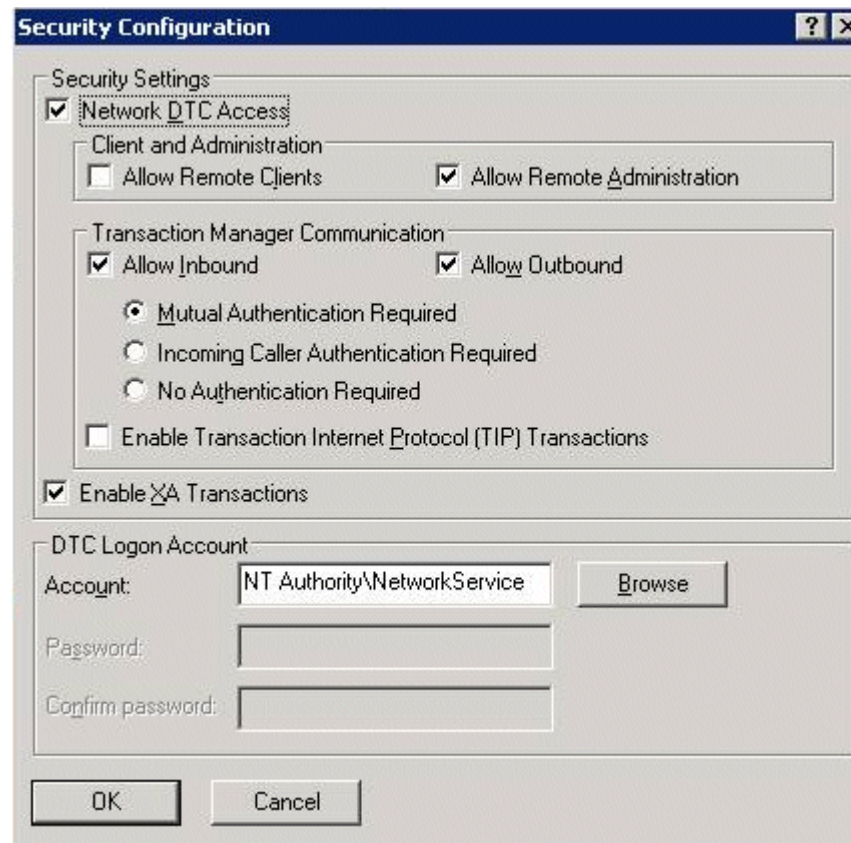 Security Configuration
Security Settings
Network DTC Access
Client and Administration
Allow Remote Clients Allow Remote Administration
Transaction Manager Communication
Allow Inbound Allow Outbound
Mutual Authentication Required
Incoming Caller Authentication Required
No Authentication Required
Enable Transaction Internet Protocol (TIP) Transactions
Enable XA Transactions
DTC Logon Account
Account: NT Authority\NetworkService Browse
Password:
Confirm password:
OK Cancel